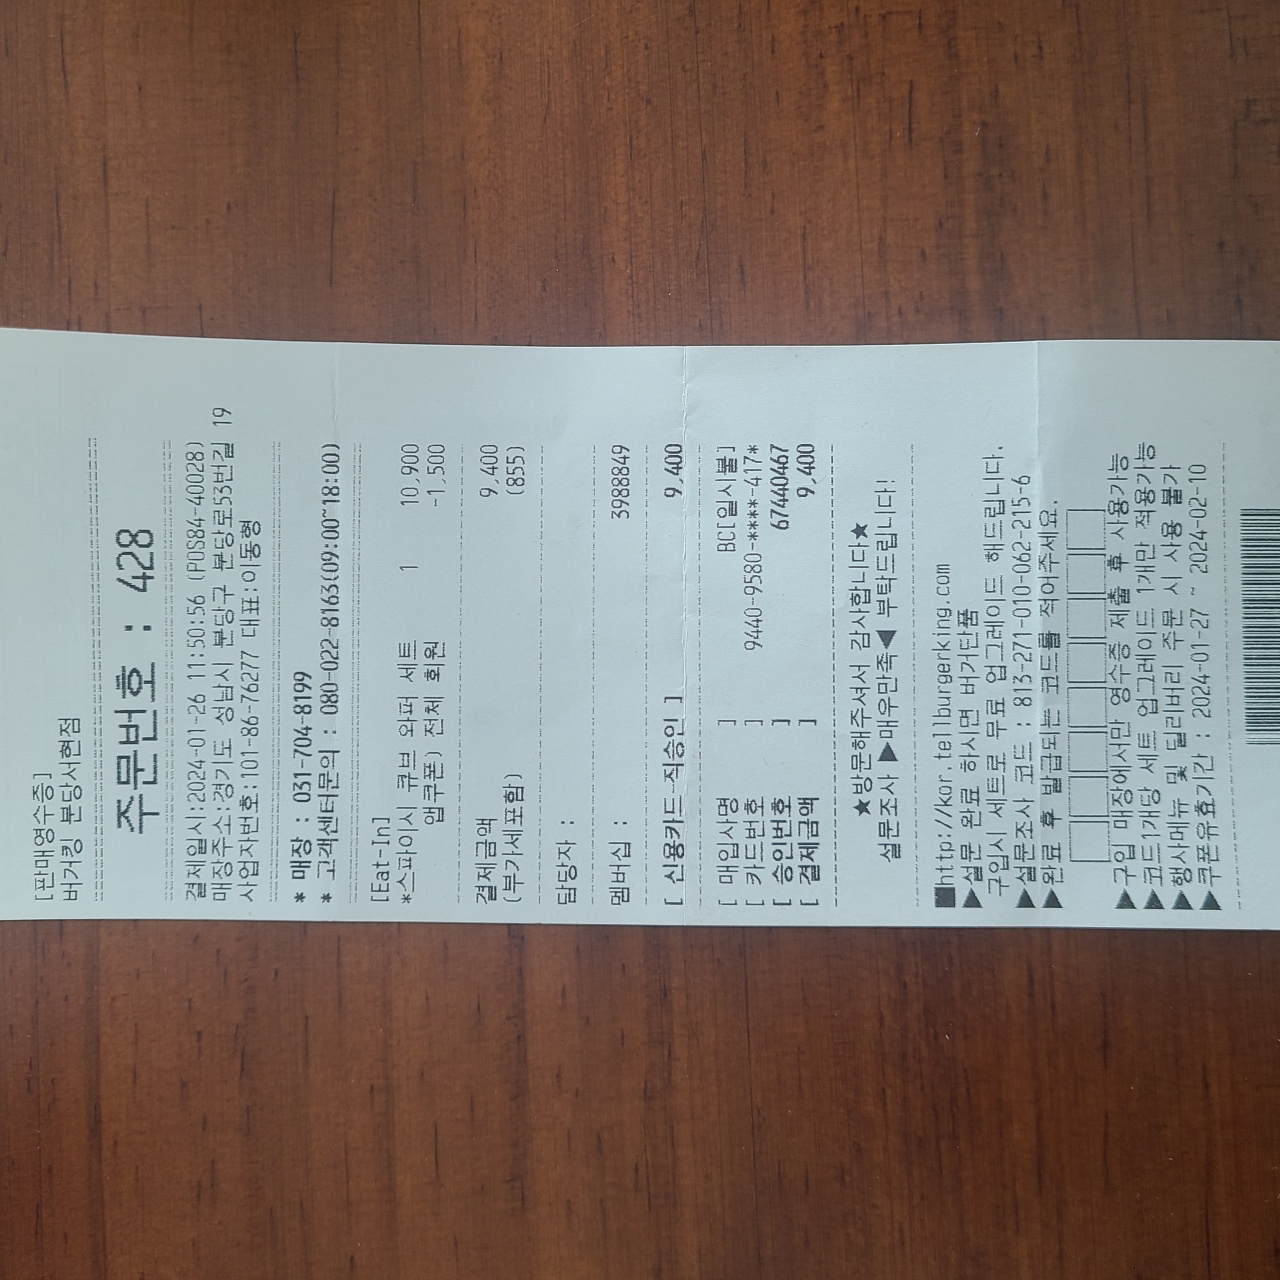 [판매영수증]
버거킹 분당서현점
주문번호 : 428
결제일시:2024-01-26 11:50:56 (POS84-40028)
매장주소:경기도 성남시 분당구 분당로53번길 19
사업자번호:101-86-76277 대표:이동형
* 매장 : 031-704-8199
* 고객센터문의 : 080-022-8163(09:00~18:00)
[Eat-In]
*스파이시 큐브 와퍼 세트 1 10,900
앱쿠폰) 전체 회원 -1,500
결제금액 9,400
(부가세포함) (855)
담당자 :
멤버십 : 3988849
[ 신용카드-직승인 ] 9,400
[ 매입사명 ] BC[일시불]
[ 카드번호 ] 9440-9580-****-417*
[ 승인번호 ] 67440467
[ 결제금액 ] 9,400
★방문해주셔서 감사합니다★
설문조사 ▶매우만족◀ 부탁드립니다!
■http://kor.tellburgerking.com
▶설문 완료 하시면 버거단품
구입시 세트로 무료 업그레이드 해드립니다.
▶설문조사 코드 : 813-271-010-062-215-6
▶완료 후 발급되는 코드를 적어주세요.
▶구입 매장에서만 영수증 제출 후 사용가능
▶코드1개당 세트 업그레이드 1개만 적용가능
▶행사메뉴 및 딜리버리 주문 시 사용 불가
▶쿠폰유효기간 : 2024-01-27 ~ 2024-02-10